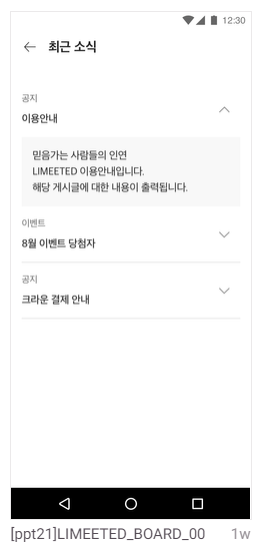 12:30
← 최근 소식
공지
이용안내
믿음가는 사람들의 인연
LIMEETED 이용안내입니다.
해당 게시글에 대한 내용이 출력됩니다.
이벤트
8월 이벤트 당첨자
공지
크라운 결제 안내
[ppt21]LIMEETED_BOARD_00 1w